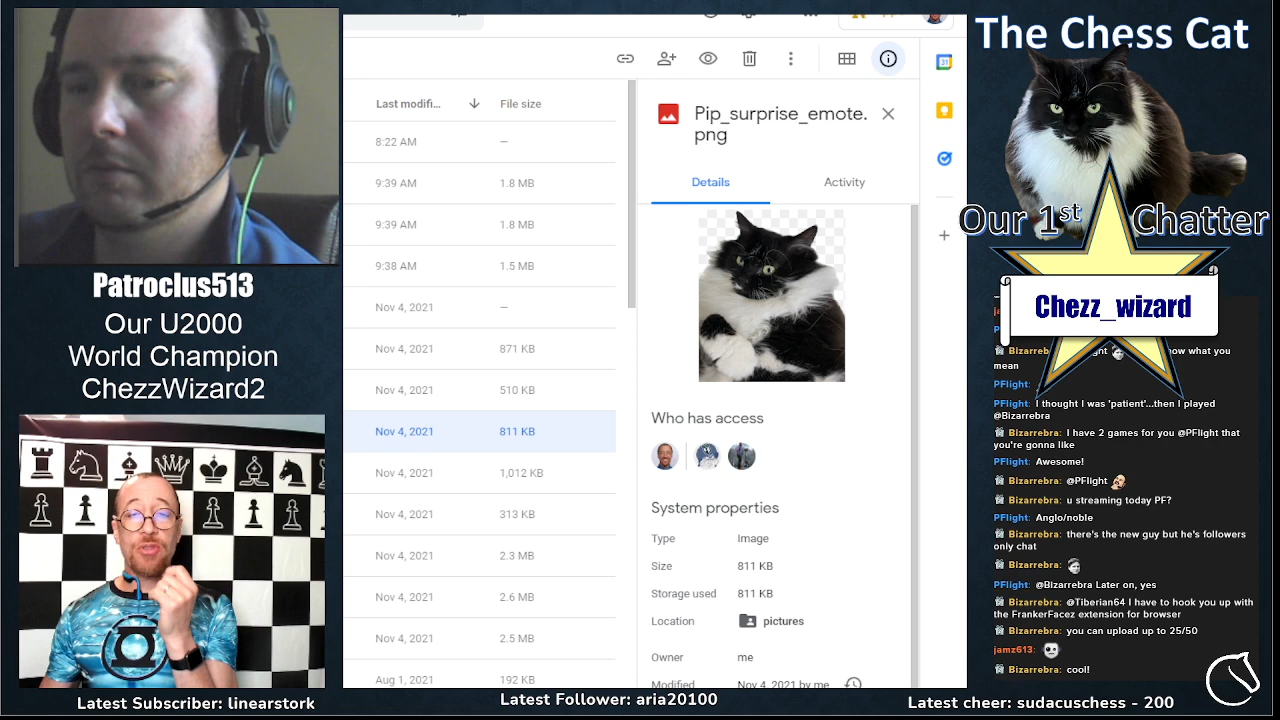 Patroclus513
Our U2000
World Champion
ChezzWizard2
Last modifi...
File size
8:22 AM —
9:39 AM 1.8 MB
9:39 AM 1.8 MB
9:38 AM 1.5 MB
Nov 4, 2021 —
Nov 4, 2021 871 KB
Nov 4, 2021 510 KB
Nov 4, 2021 811 KB
Nov 4, 2021 1,012 KB
Nov 4, 2021 313 KB
Nov 4, 2021 2.3 MB
Nov 4, 2021 2.6 MB
Nov 4, 2021 2.5 MB
Aug 1, 2021 192 KB
Pip_surprise_emote.
png
Details Activity
Who has access
System properties
Type Image
Size 811 KB
Storage used 811 KB
Location pictures
Owner me
Modified Nov 4, 2021 by me
31
The Chess Cat
Our 1st Chatter
Chezz_wizard
Bizarreb ow what you
mean
PFlight:
PFlight: I thought I was 'patient'...then I played
@Bizarrebra
Bizarrebra: I have 2 games for you @PFlight that
you're gonna like
PFlight: Awesome!
Bizarrebra: @PFlight
Bizarrebra: u streaming today PF?
PFlight: Anglo/noble
Bizarrebra: there's the new guy but he's followers
only chat
Bizarrebra:
PFlight: @Bizarrebra Later on, yes
Bizarrebra: @Tiberian64 I have to hook you up with
the FrankerFacez extension for browser
Bizarrebra: you can upload up to 25/50
jamz613:
Bizarrebra: cool!
Latest Subscriber: linearstork
Latest Follower: aria20100
Latest cheer: sudacuschess - 200